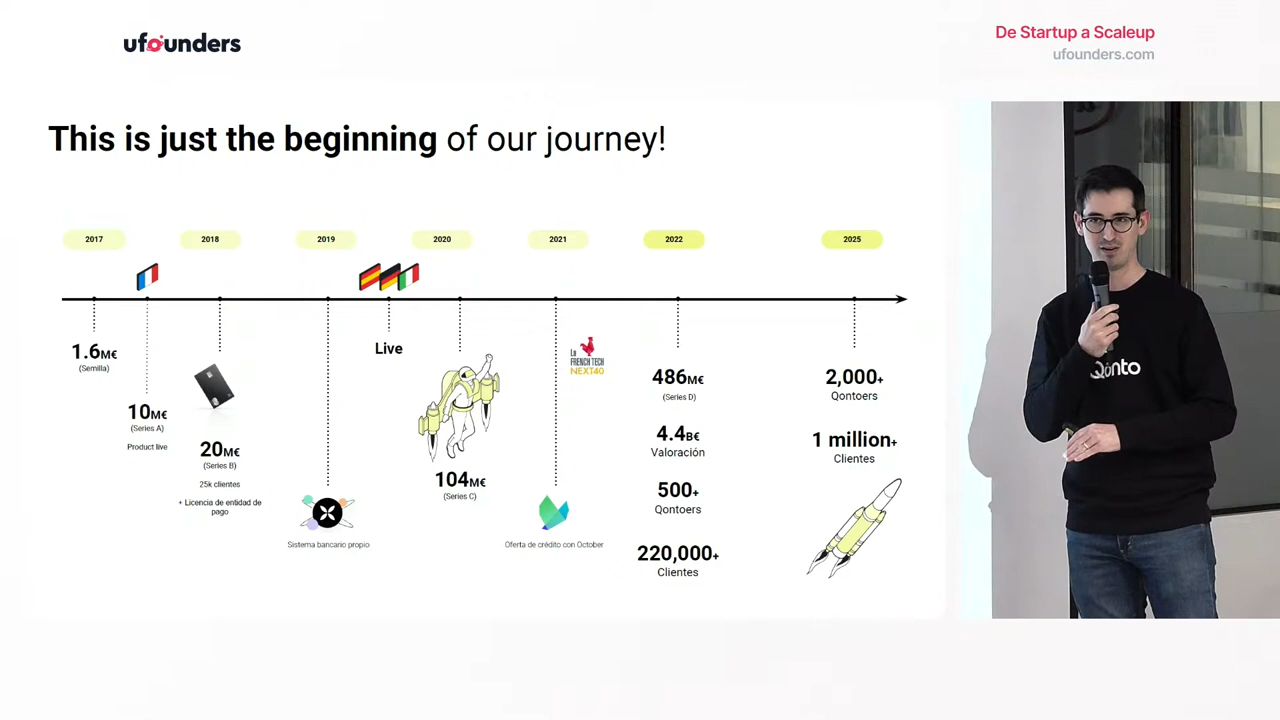 ufounders
De Startup a Scaleup
ufounders.com
This is just the beginning of our journey!
2017
2018
2019
2020
2021
2022
2025
1.6M€
(Semilla)
10M€
(Series A)
Product live
20M€
(Series B)
25k clientes
+ Licencia de entidad de
pago
Sistema bancario propio
Live
104M€
(Series C)
La
FRENCH TECH
NEXT40
Oferta de crédito con October
486M€
(Series D)
4.4B€
Valoración
500+
Qontoers
220,000+
Clientes
2,000+
Qontoers
1 million+
Clientes
Qonto